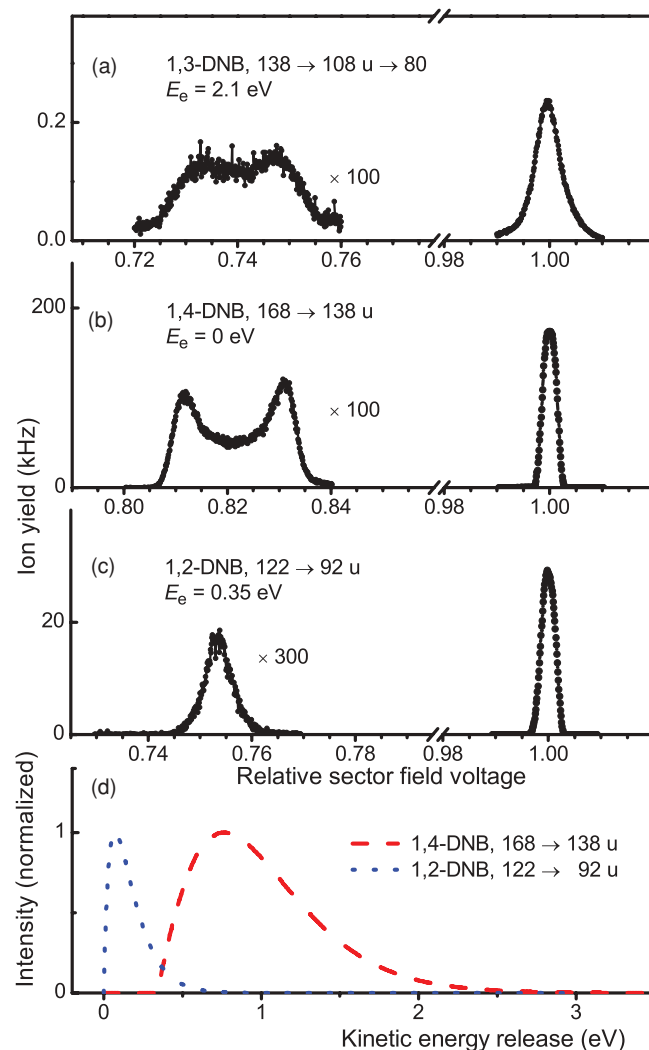 (a)
1,3-DNB, 138 → 108 u → 80
Ee = 2.1 eV
0.2
× 100
0.0
0.72 0.74 0.76 0.98 1.00
(b)
1,4-DNB, 168 → 138 u
Ee = 0 eV
200
× 100
0
0.80 0.82 0.84 0.98 1.00
Ion yield (kHz)
(c)
1,2-DNB, 122 → 92 u
Ee = 0.35 eV
20
× 300
0
0.74 0.76 0.78 0.98 1.00
Relative sector field voltage
(d)
1,4-DNB, 168 → 138 u
1,2-DNB, 122 → 92 u
Intensity (normalized)
1
0
0 1 2 3
Kinetic energy release (eV)